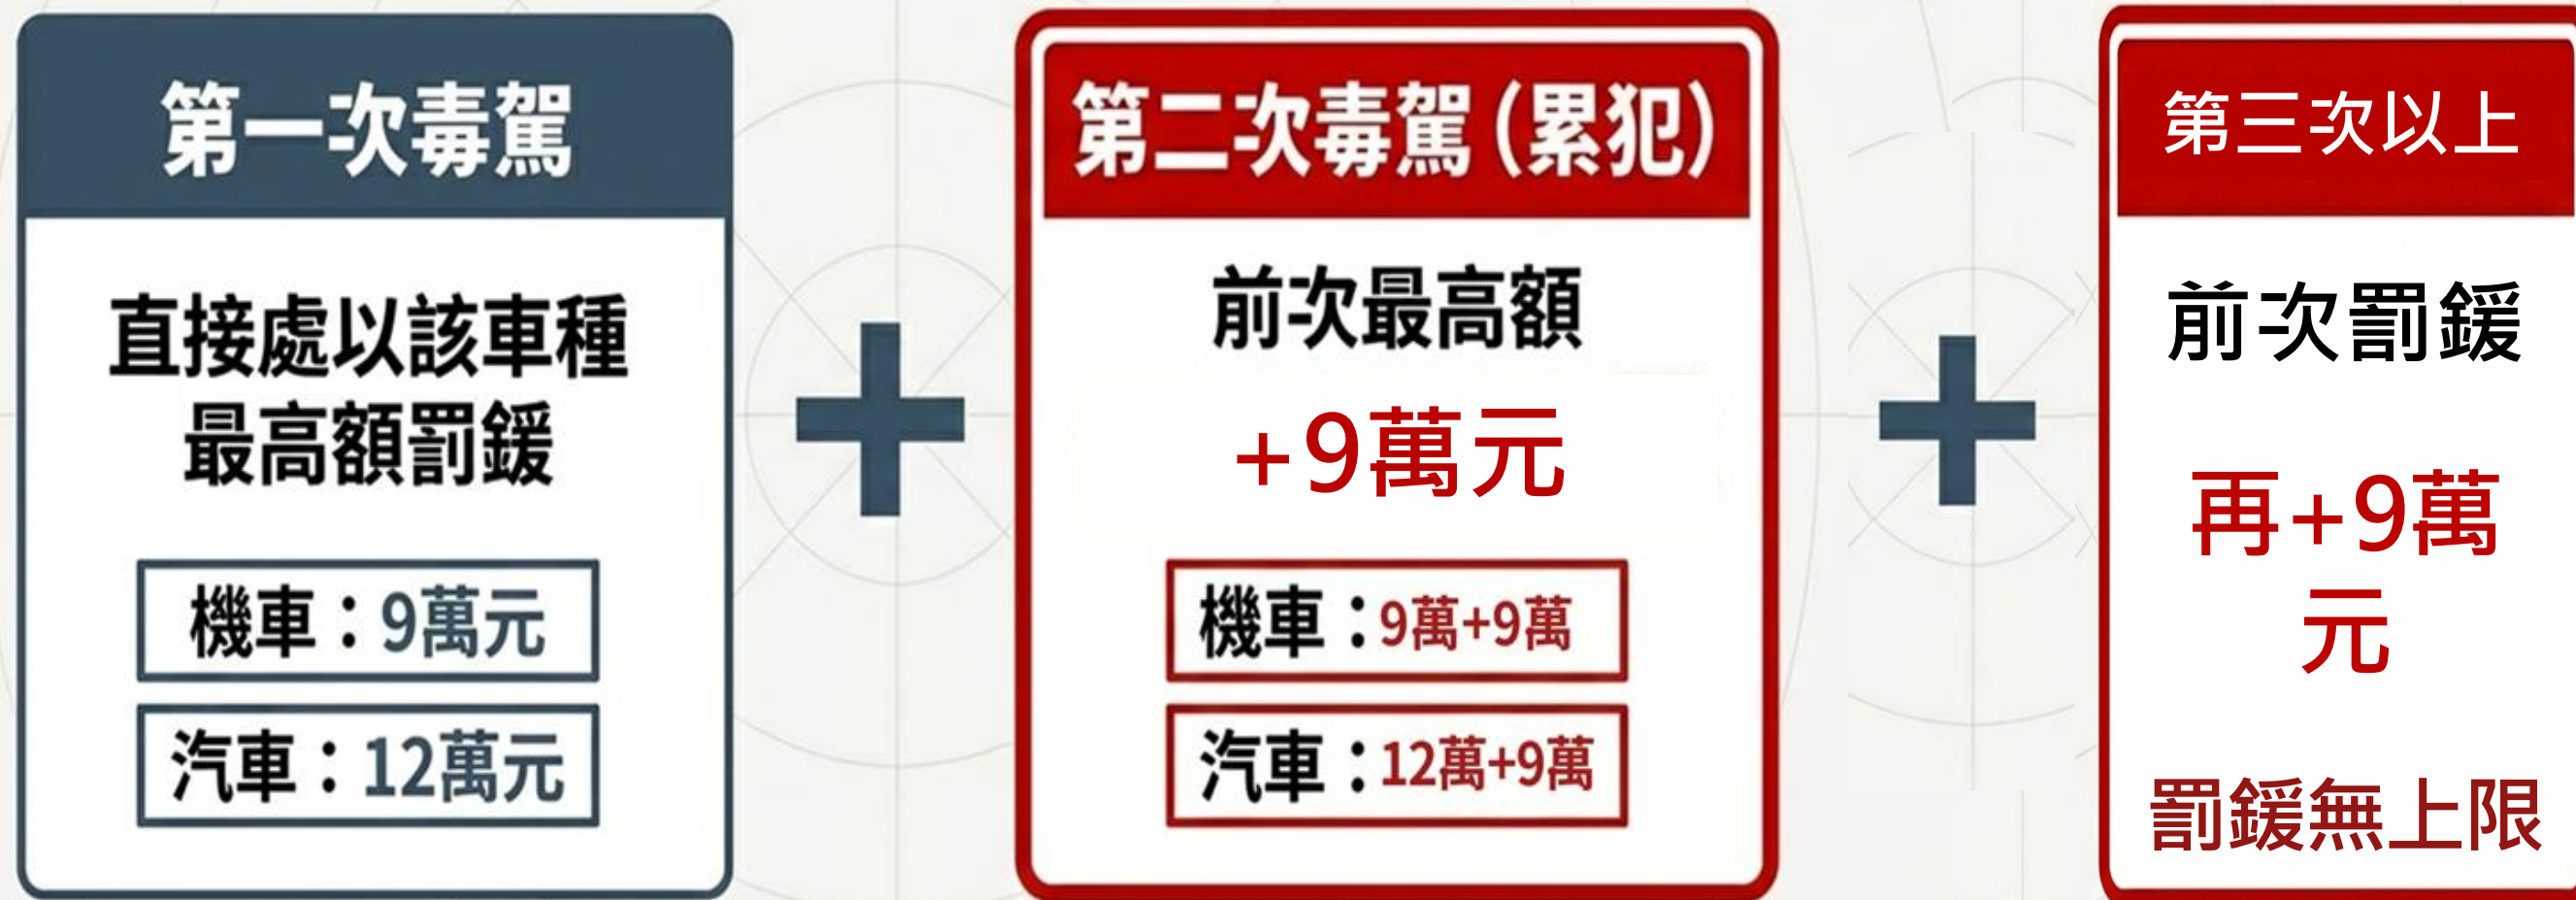 第一次毒駕
直接處以該車種
最高額罰鍰
機車：9萬元
汽車：12萬元
+
第二次毒駕（累犯）
前次最高額
+9萬元
機車：9萬+9萬
汽車：12萬+9萬
+
第三次以上
前次罰鍰
再+9萬
元
罰鍰無上限